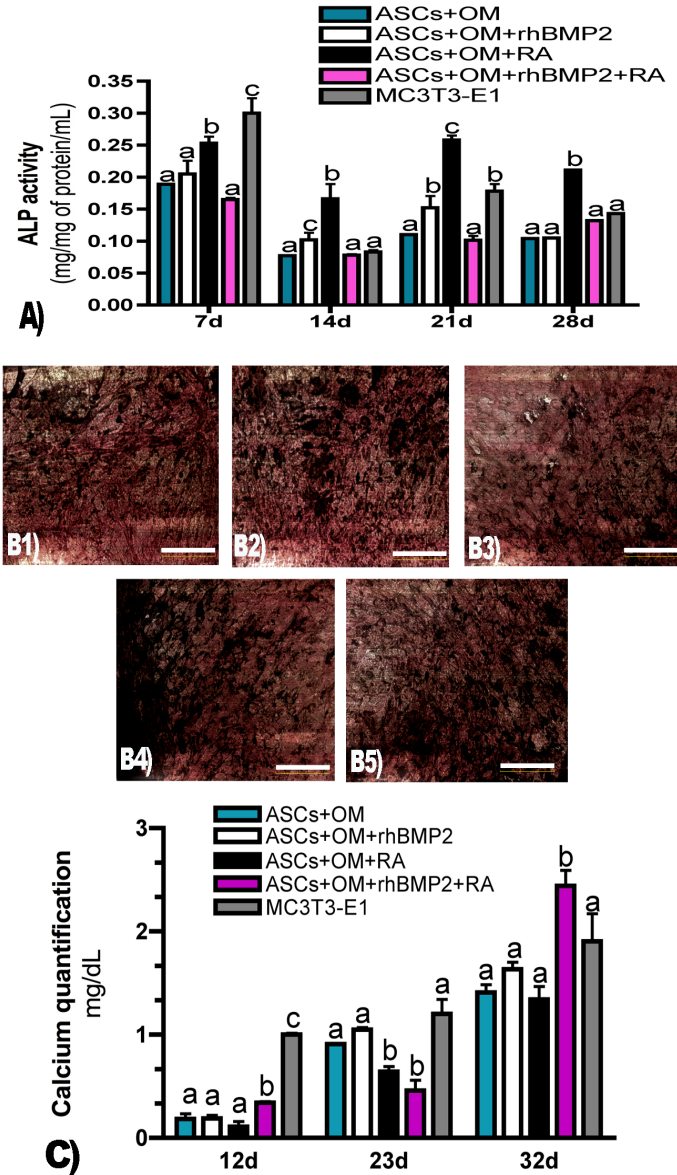 ASCs+OM
ASCs+OM+rhBMP2
ASCs+OM+RA
ASCs+OM+rhBMP2+RA
MC3T3-E1
ALP activity
(mg/mg of protein/mL)
0.35
0.30
0.25
0.20
0.15
0.10
0.05
0.00
a a b a c
a c b a a
a b c a b
a a b a a
7d 14d 21d 28d
A)
B1) B2) B3)
B4) B5)
ASCs+OM
ASCs+OM+rhBMP2
ASCs+OM+RA
ASCs+OM+rhBMP2+RA
MC3T3-E1
Calcium quantification
mg/dL
3
2
1
0
a a a b c
a a b b a
a a a b a
12d 23d 32d
C)